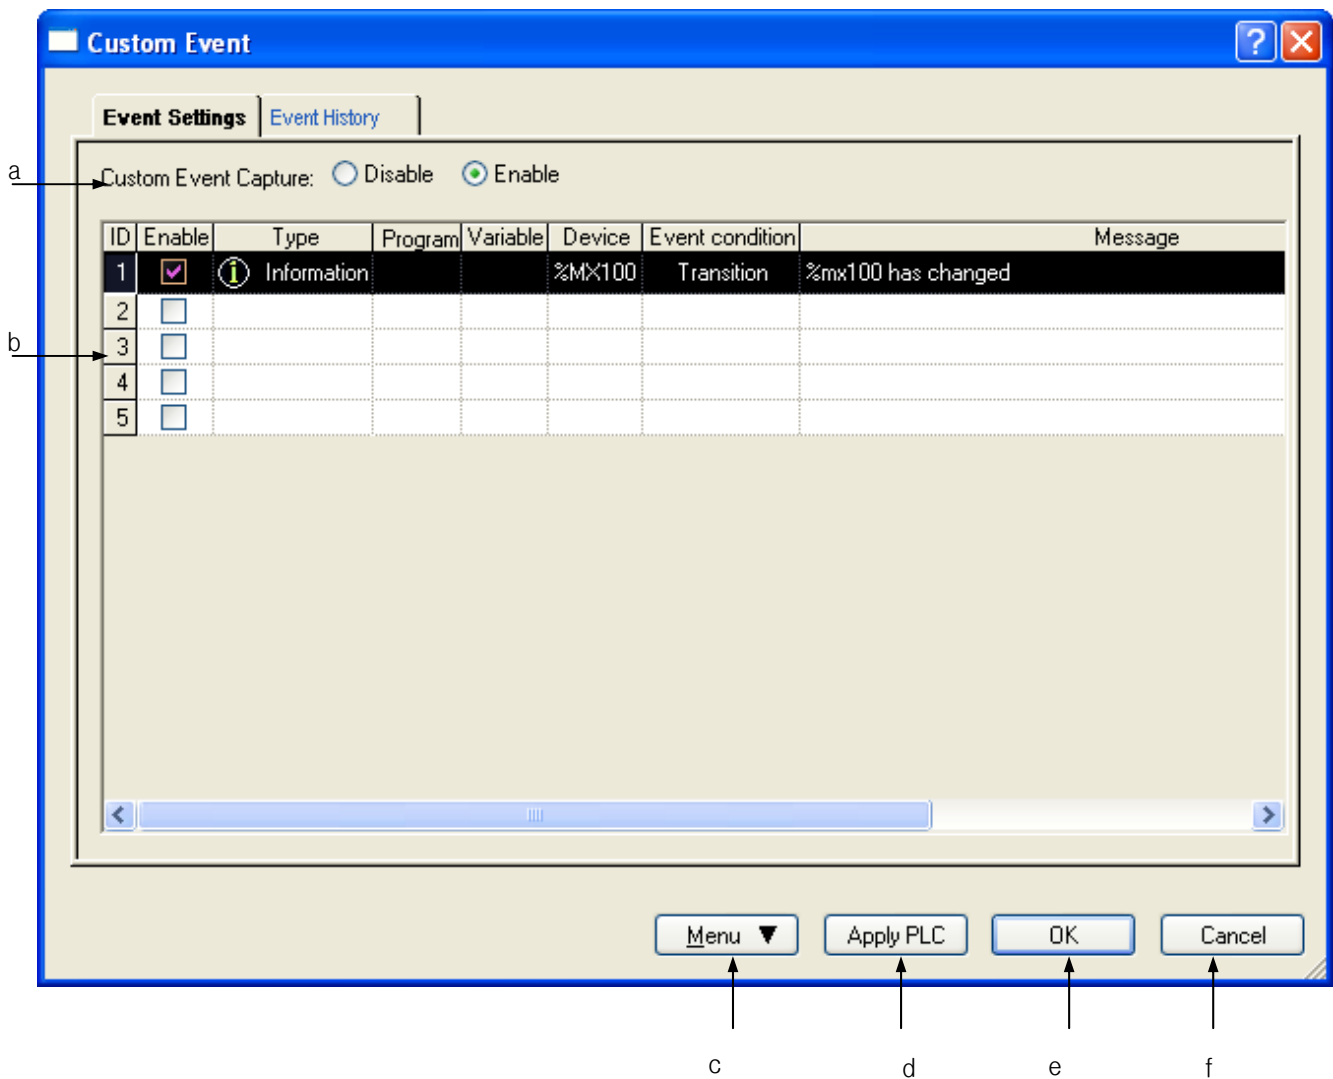 Custom Event
Event Settings Event History
a
Custom Event Capture: Disable Enable
ID Enable Type Program Variable Device Event condition Message
1 Information %MX100 Transition %mx100 has changed
2
b
3
4
5
Menu ▼ Apply PLC OK Cancel
c d e f